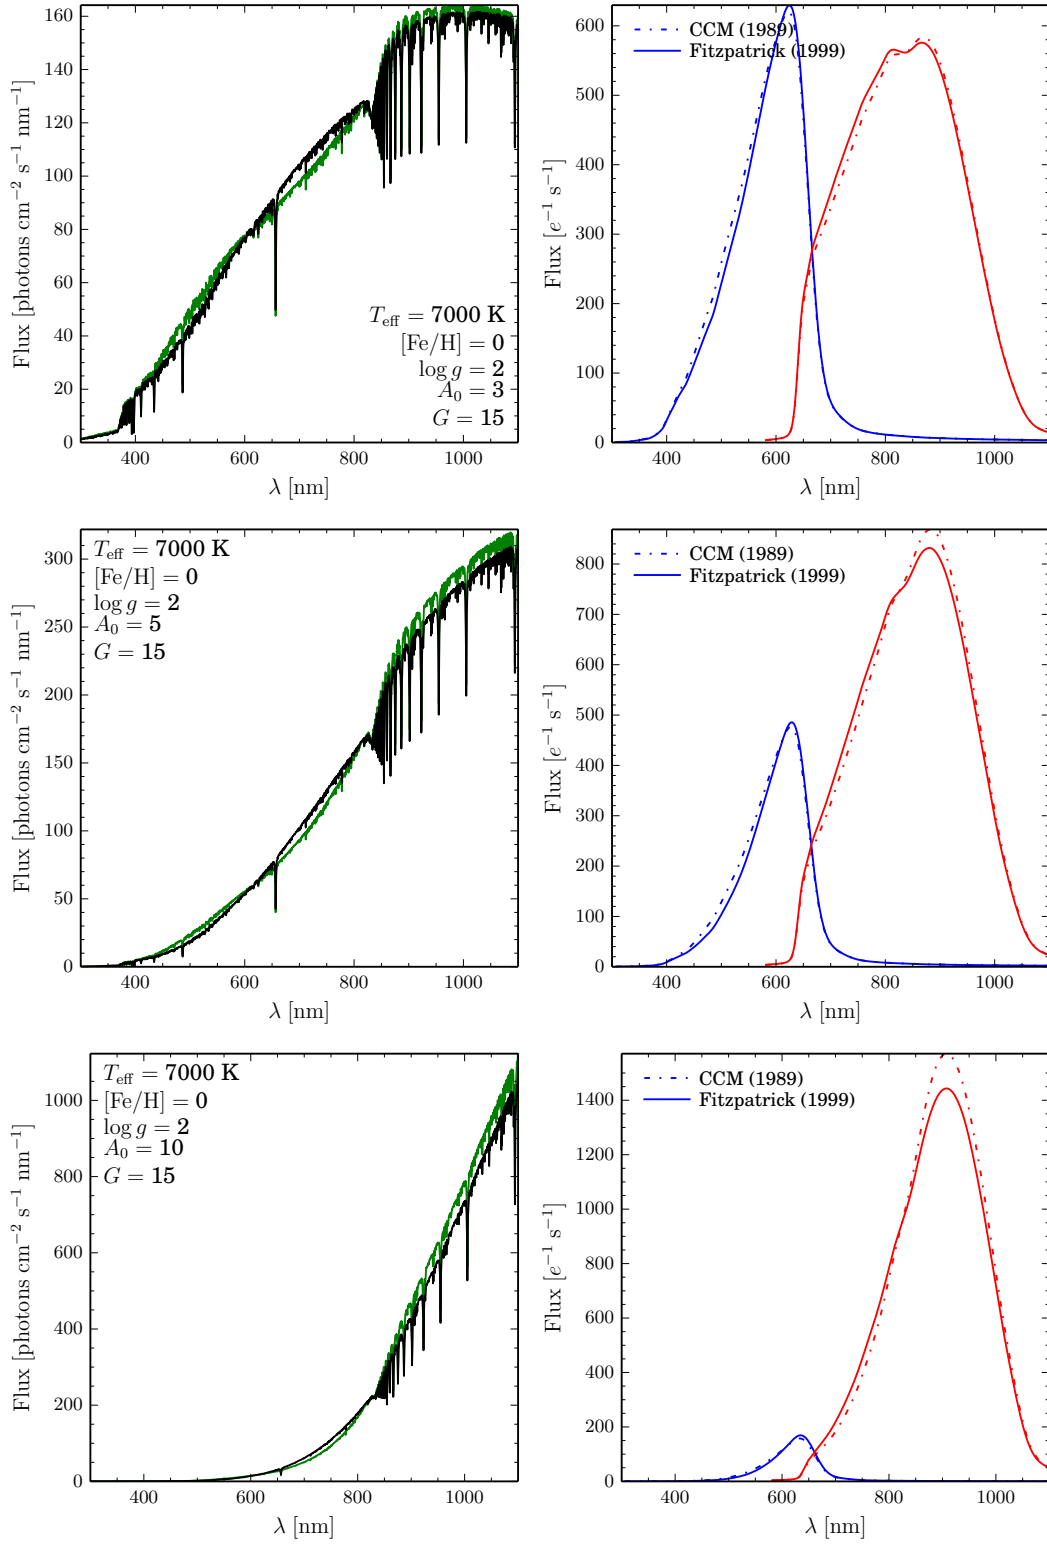 160
140
120
100
80
60
40
20
0
400 600 800 1000
λ [nm]
Flux [photons cm⁻² s⁻¹ nm⁻¹]
T_eff = 7000 K
[Fe/H] = 0
log g = 2
A₀ = 3
G = 15
600
500
400
300
200
100
0
400 600 800 1000
λ [nm]
Flux [e⁻¹ s⁻¹]
CCM (1989)
Fitzpatrick (1999)
300
250
200
150
100
50
0
400 600 800 1000
λ [nm]
Flux [photons cm⁻² s⁻¹ nm⁻¹]
T_eff = 7000 K
[Fe/H] = 0
log g = 2
A₀ = 5
G = 15
800
700
600
500
400
300
200
100
0
400 600 800 1000
λ [nm]
Flux [e⁻¹ s⁻¹]
CCM (1989)
Fitzpatrick (1999)
1000
800
600
400
200
0
400 600 800 1000
λ [nm]
Flux [photons cm⁻² s⁻¹ nm⁻¹]
T_eff = 7000 K
[Fe/H] = 0
log g = 2
A₀ = 10
G = 15
1400
1200
1000
800
600
400
200
0
400 600 800 1000
λ [nm]
Flux [e⁻¹ s⁻¹]
CCM (1989)
Fitzpatrick (1999)